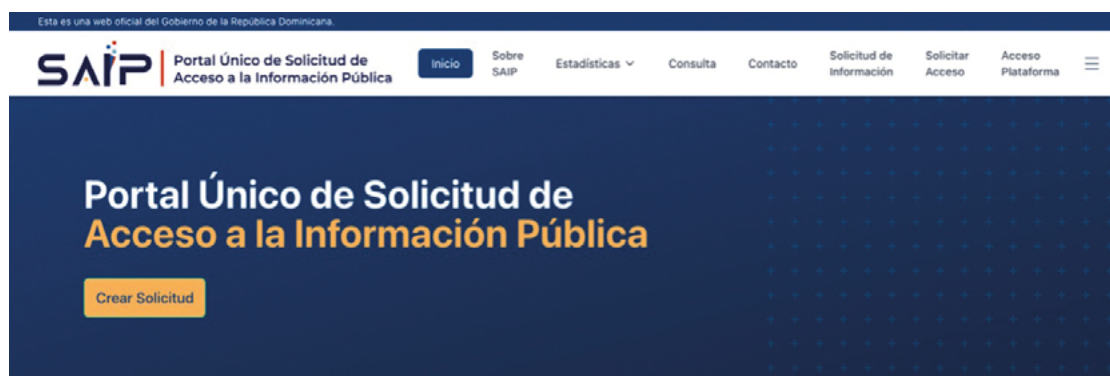 Esta es una web oficial del Gobierno de la República Dominicana.
SAIP
Portal Único de Solicitud de
Acceso a la Información Pública
Inicio
Sobre
SAIP
Estadísticas
Consulta
Contacto
Solicitud de
Información
Solicitar
Acceso
Acceso
Plataforma
Portal Único de Solicitud de
Acceso a la Información Pública
Crear Solicitud